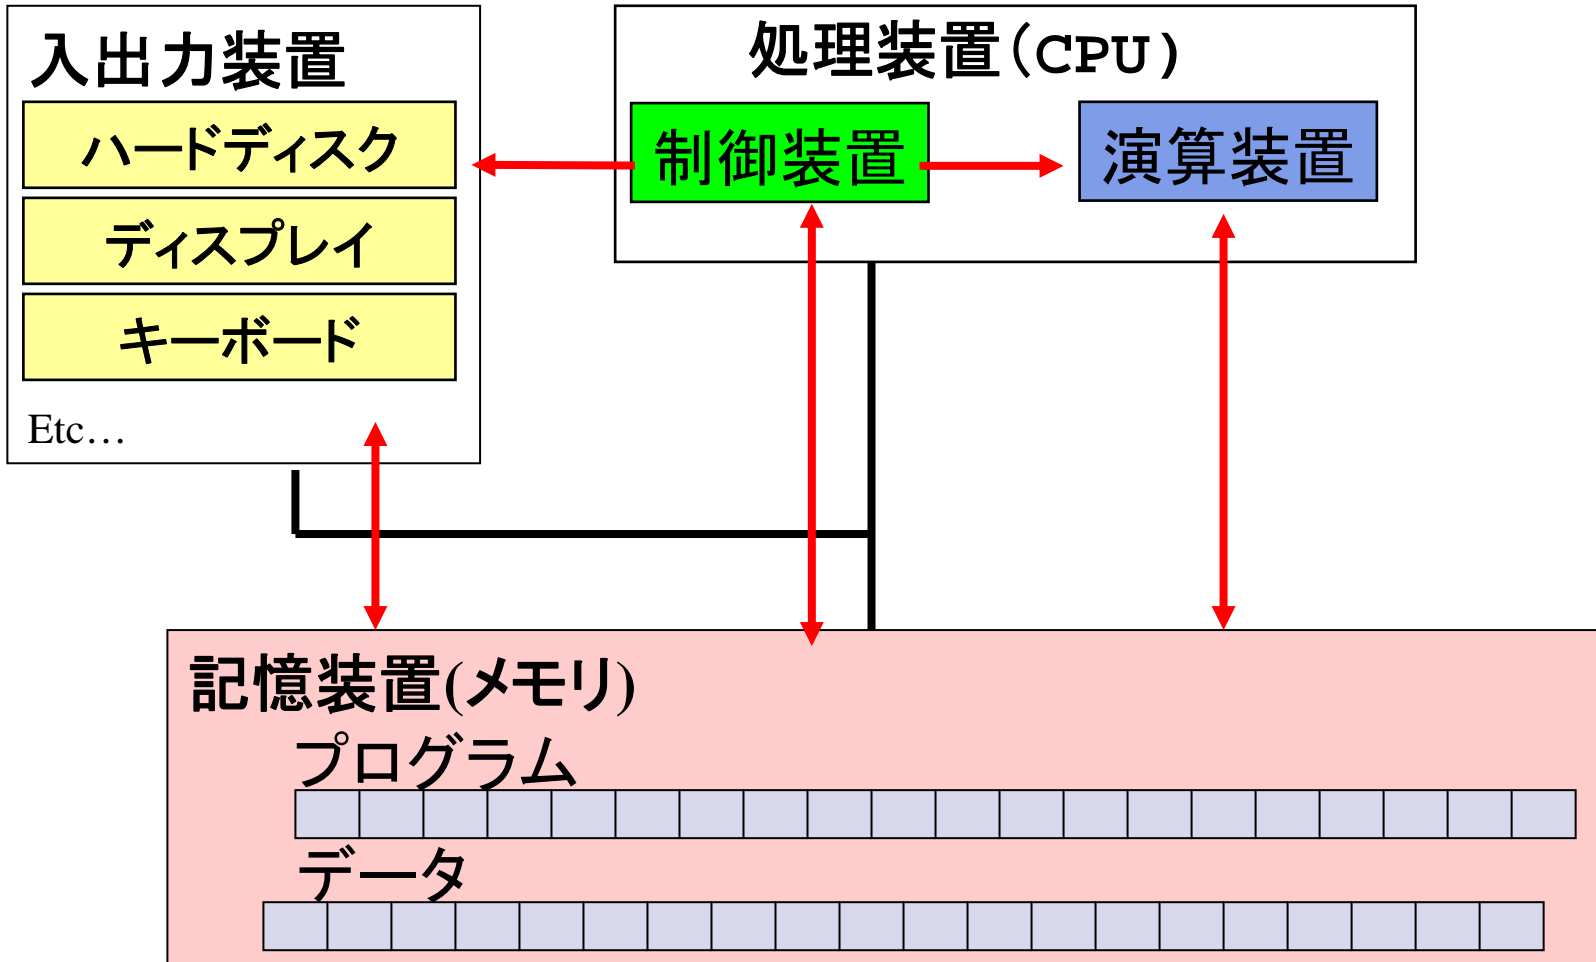 入出力装置
ハードディスク
ディスプレイ
キーボード
Etc…
処理装置(CPU)
制御装置
演算装置
記憶装置(メモリ)
プログラム
データ